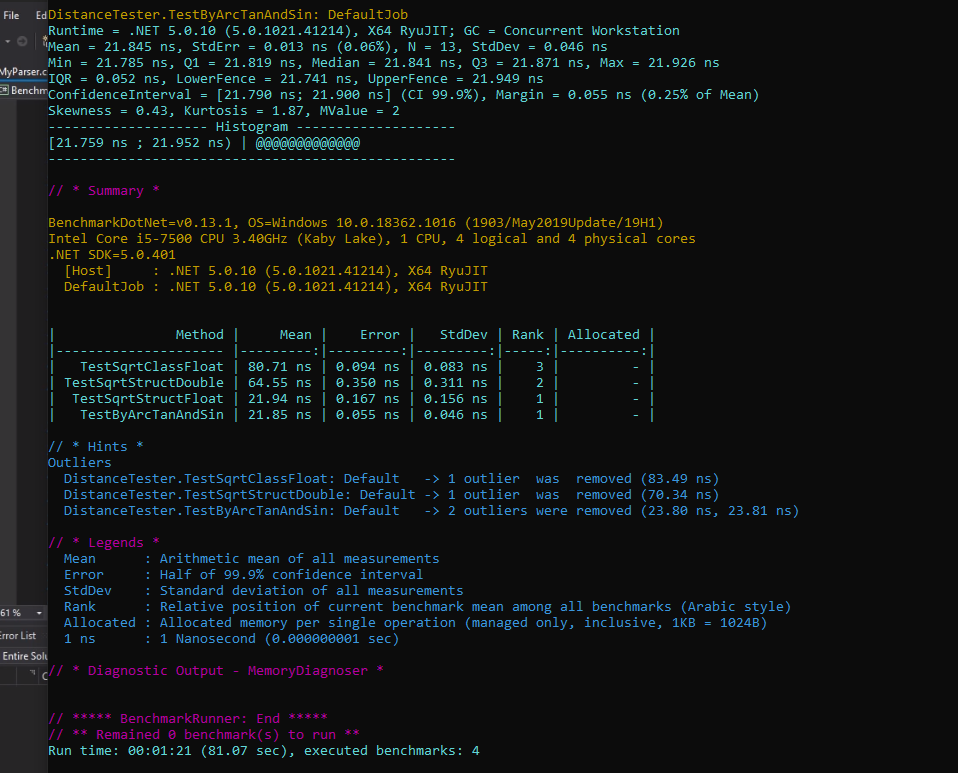 File Ed
MyParser.c
C# Benchm
DistanceTester.TestByArcTanAndSin: DefaultJob
Runtime = .NET 5.0.10 (5.0.1021.41214), X64 RyuJIT; GC = Concurrent Workstation
Mean = 21.845 ns, StdErr = 0.013 ns (0.06%), N = 13, StdDev = 0.046 ns
Min = 21.785 ns, Q1 = 21.819 ns, Median = 21.841 ns, Q3 = 21.871 ns, Max = 21.926 ns
IQR = 0.052 ns, LowerFence = 21.741 ns, UpperFence = 21.949 ns
ConfidenceInterval = [21.790 ns; 21.900 ns] (CI 99.9%), Margin = 0.055 ns (0.25% of Mean)
Skewness = 0.43, Kurtosis = 1.87, MValue = 2
-------------------- Histogram --------------------
[21.759 ns ; 21.952 ns) | @@@@@@@@@@@@@
---------------------------------------------------
// * Summary *
BenchmarkDotNet=v0.13.1, OS=Windows 10.0.18362.1016 (1903/May2019Update/19H1)
Intel Core i5-7500 CPU 3.40GHz (Kaby Lake), 1 CPU, 4 logical and 4 physical cores
.NET SDK=5.0.401
[Host]     : .NET 5.0.10 (5.0.1021.41214), X64 RyuJIT
DefaultJob : .NET 5.0.10 (5.0.1021.41214), X64 RyuJIT
|               Method |     Mean |    Error |   StdDev | Rank | Allocated |
|--------------------- |---------:|---------:|---------:|-----:|----------:|
|   TestSqrtClassFloat | 80.71 ns | 0.094 ns | 0.083 ns |    3 |         - |
| TestSqrtStructDouble | 64.55 ns | 0.350 ns | 0.311 ns |    2 |         - |
|  TestSqrtStructFloat | 21.94 ns | 0.167 ns | 0.156 ns |    1 |         - |
|   TestByArcTanAndSin | 21.85 ns | 0.055 ns | 0.046 ns |    1 |         - |
// * Hints *
Outliers
DistanceTester.TestSqrtClassFloat: Default   -> 1 outlier  was  removed (83.49 ns)
DistanceTester.TestSqrtStructDouble: Default -> 1 outlier  was  removed (70.34 ns)
DistanceTester.TestByArcTanAndSin: Default   -> 2 outliers were removed (23.80 ns, 23.81 ns)
// * Legends *
Mean      : Arithmetic mean of all measurements
Error     : Half of 99.9% confidence interval
StdDev    : Standard deviation of all measurements
Rank      : Relative position of current benchmark mean among all benchmarks (Arabic style)
Allocated : Allocated memory per single operation (managed only, inclusive, 1KB = 1024B)
1 ns      : 1 Nanosecond (0.000000001 sec)
// * Diagnostic Output - MemoryDiagnoser *
// ***** BenchmarkRunner: End *****
// ** Remained 0 benchmark(s) to run **
Run time: 00:01:21 (81.07 sec), executed benchmarks: 4
61 %
Error List
Entire Solu
C